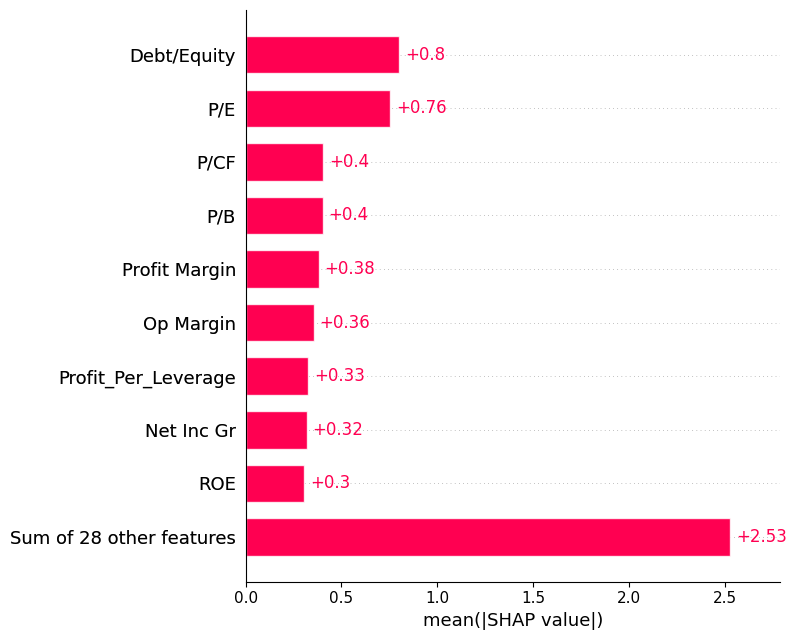 Debt/Equity +0.8
P/E +0.76
P/CF +0.4
P/B +0.4
Profit Margin +0.38
Op Margin +0.36
Profit_Per_Leverage +0.33
Net Inc Gr +0.32
ROE +0.3
Sum of 28 other features +2.53
0.0 0.5 1.0 1.5 2.0 2.5
mean(|SHAP value|)